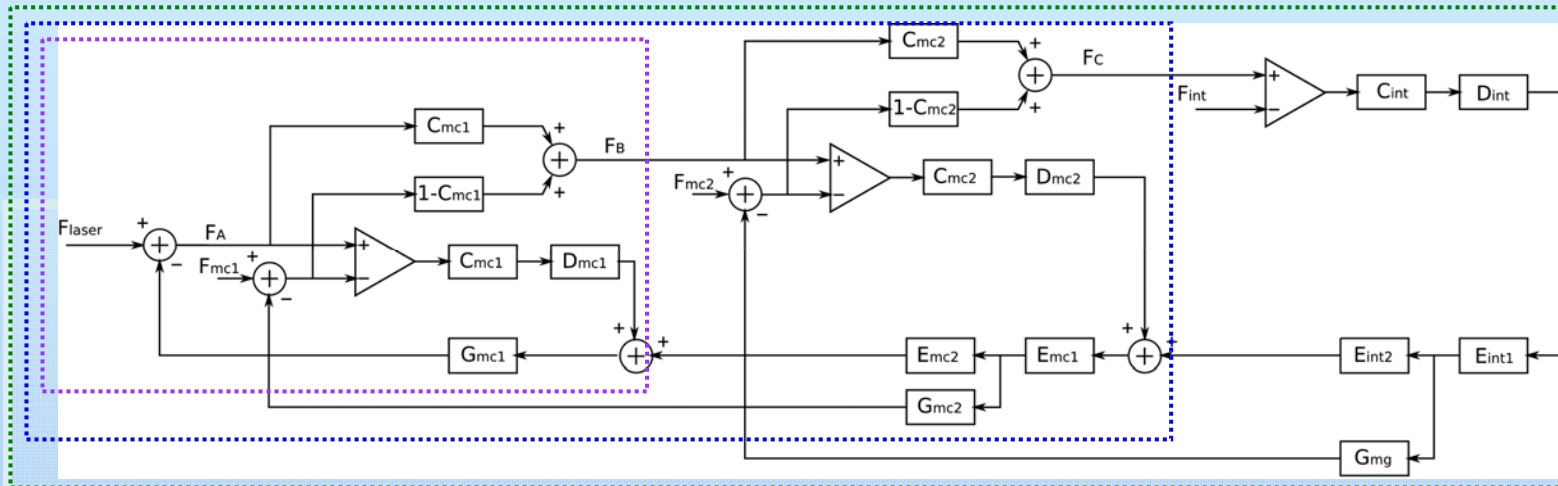 Cmc2
+
FC
+
Fint
+
−
Cint
Dint
1-Cmc2
+
Cmc1
+
FB
+
Fmc2
+
−
+
−
Cmc2
Dmc2
1-Cmc1
+
Flaser
+
FA
−
Fmc1
+
−
+
−
Cmc1
Dmc1
+
+
Gmc1
Emc2
Emc1
+
+
Eint2
Eint1
Gmc2
Gmg